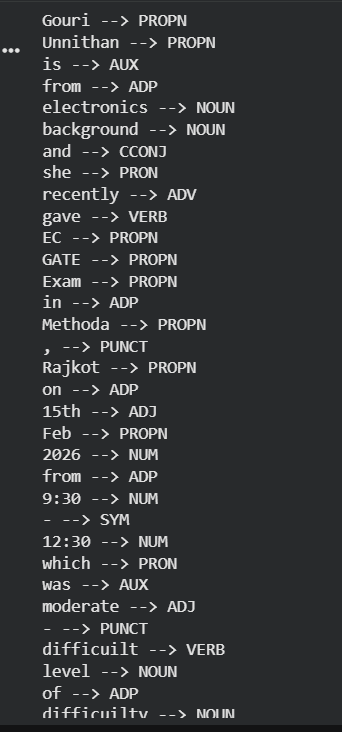 Gouri --> PROPN
Unnithan --> PROPN
is --> AUX
from --> ADP
electronics --> NOUN
background --> NOUN
and --> CCONJ
she --> PRON
recently --> ADV
gave --> VERB
EC --> PROPN
GATE --> PROPN
Exam --> PROPN
in --> ADP
Methoda --> PROPN
, --> PUNCT
Rajkot --> PROPN
on --> ADP
15th --> ADJ
Feb --> PROPN
2026 --> NUM
from --> ADP
9:30 --> NUM
- --> SYM
12:30 --> NUM
which --> PRON
was --> AUX
moderate --> ADJ
- --> PUNCT
difficuilt --> VERB
level --> NOUN
of --> ADP
difficuilty --> NOUN